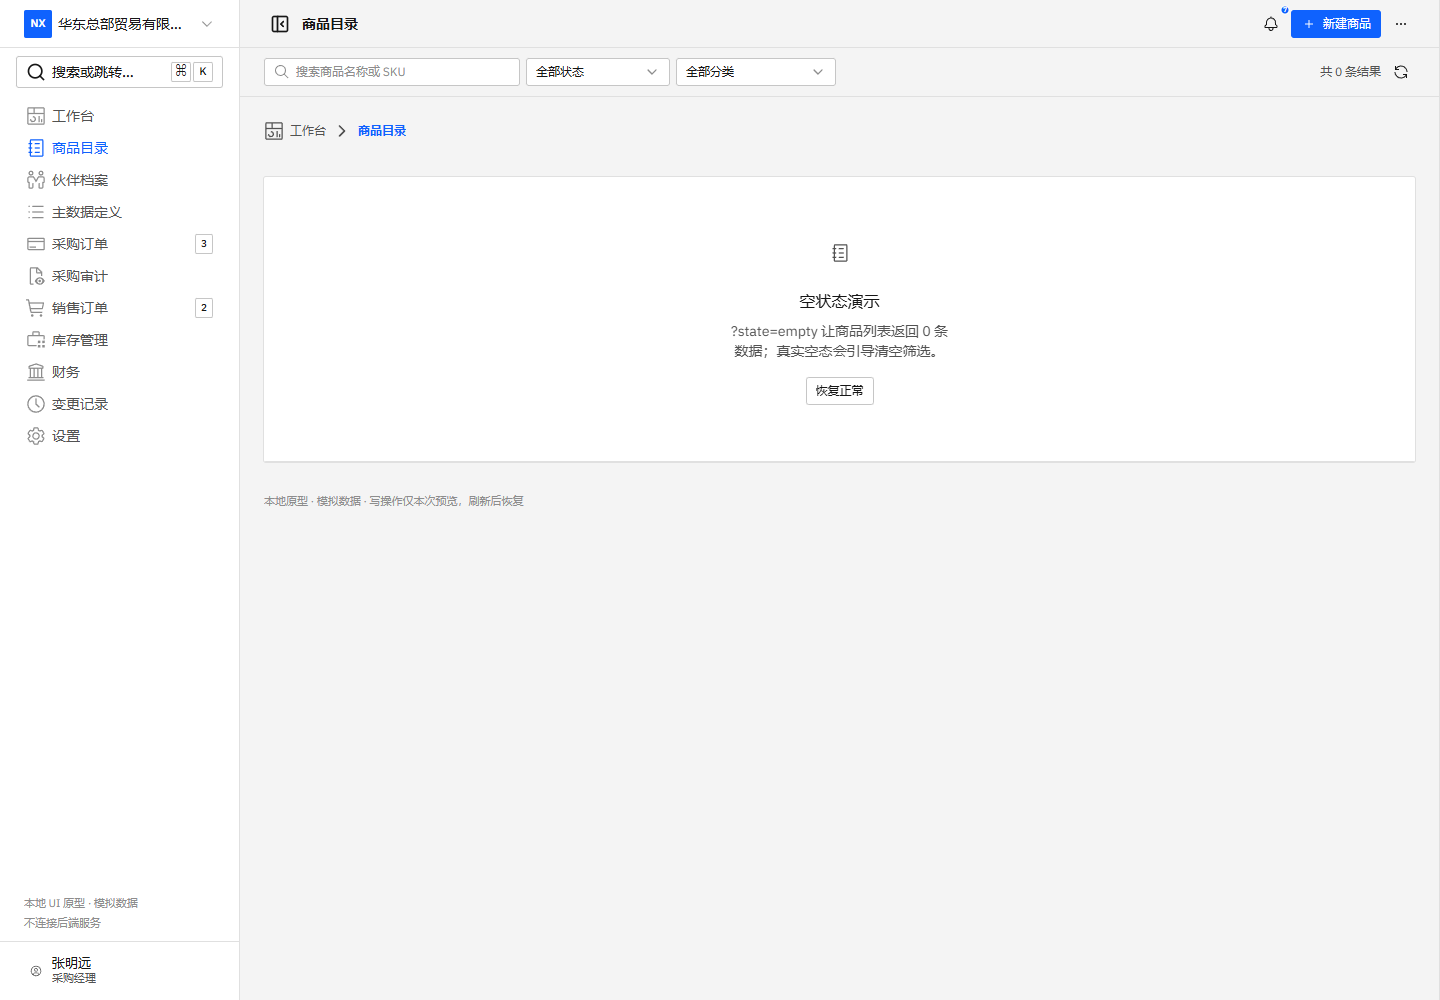 NX 华东总部贸易有限...
搜索或跳转... ⌘ K
工作台
商品目录
伙伴档案
主数据定义
采购订单 3
采购审计
销售订单 2
库存管理
财务
变更记录
设置
本地 UI 原型 · 模拟数据
不连接后端服务
张明远
采购经理
商品目录
7
+ 新建商品
搜索商品名称或 SKU
全部状态
全部分类
共 0 条结果
工作台 > 商品目录
空状态演示
?state=empty 让商品列表返回 0 条
数据；真实空态会引导清空筛选。
恢复正常
本地原型 · 模拟数据 · 写操作仅本次预览，刷新后恢复